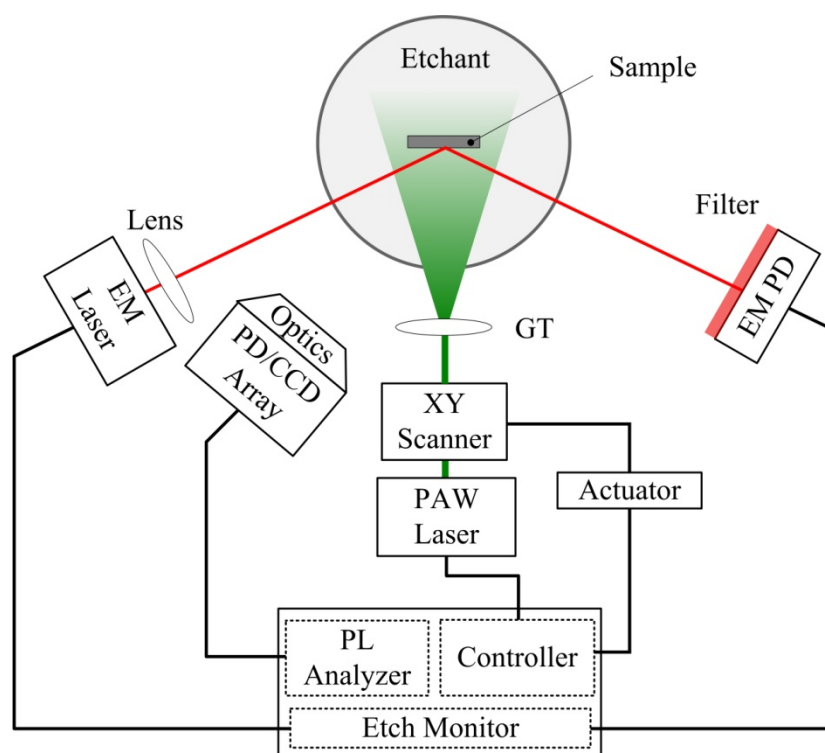 Etchant
Sample
Lens
Filter
EM
Laser
EM PD
Optics
PD/CCD
Array
GT
XY
Scanner
Actuator
PAW
Laser
PL
Analyzer
Controller
Etch Monitor